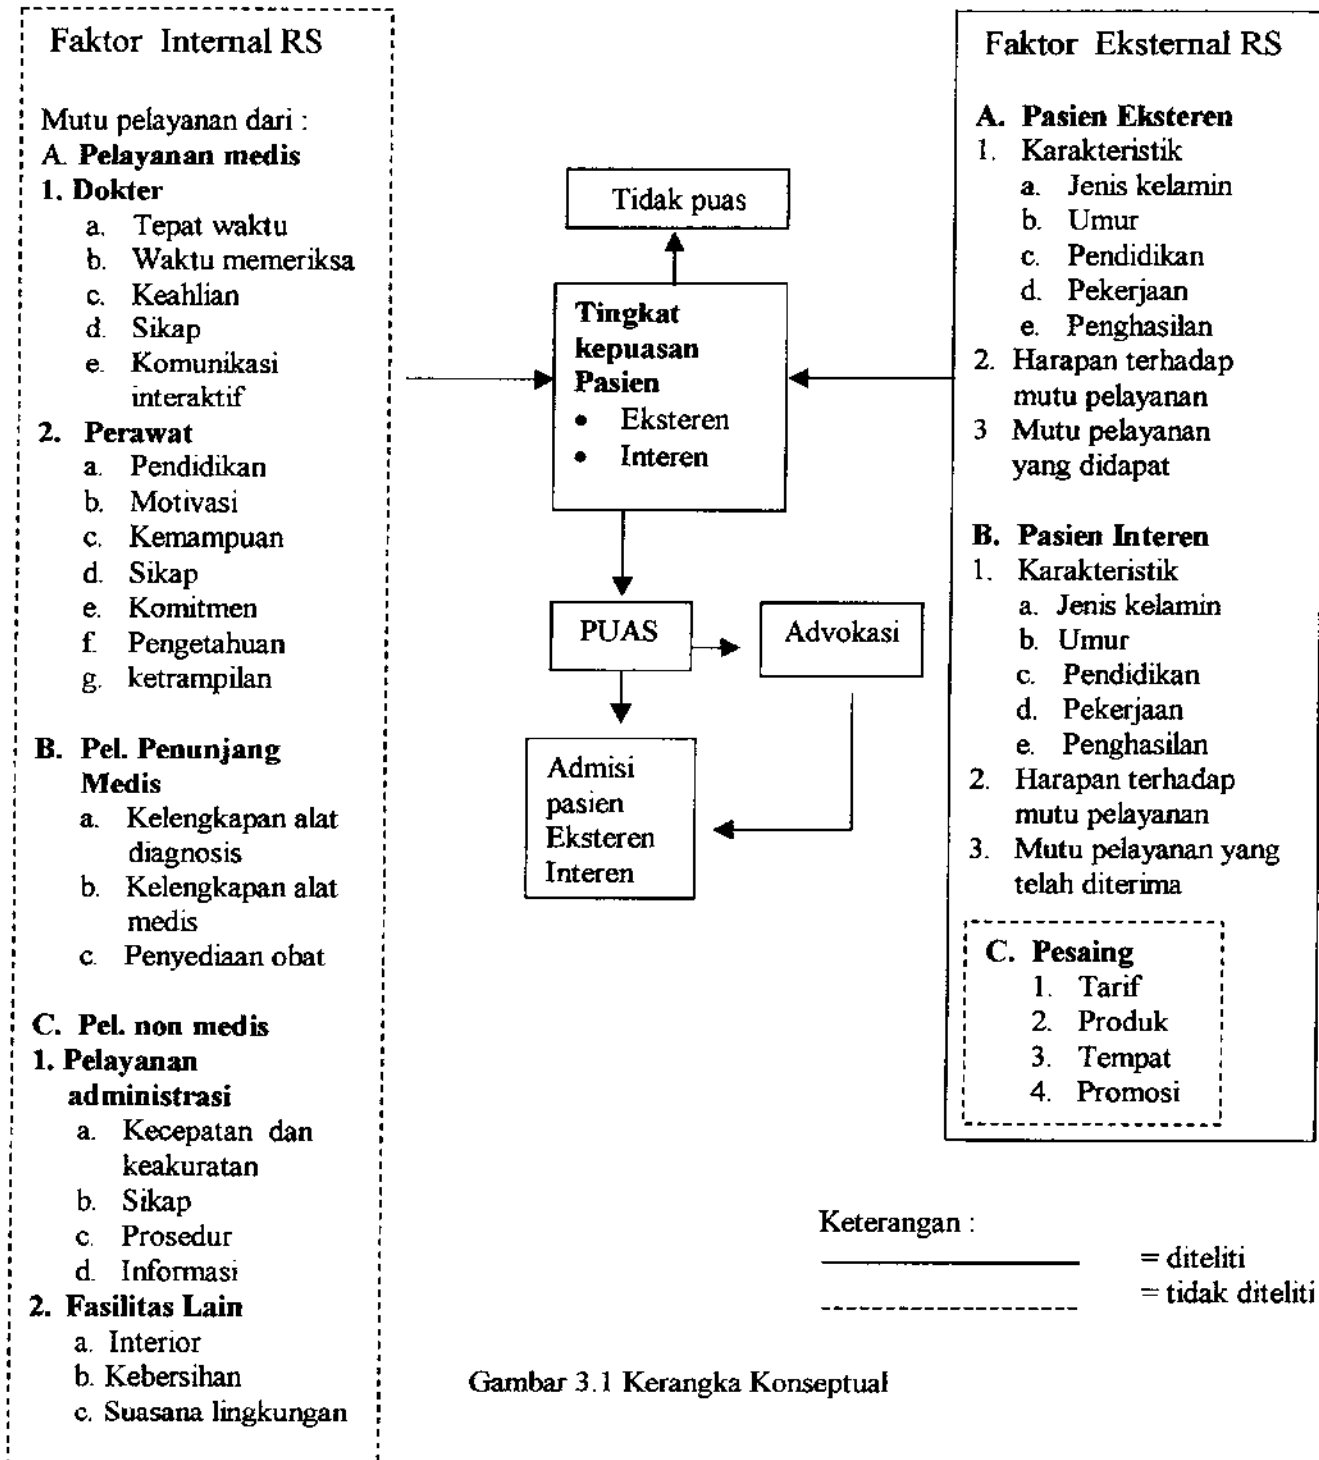 Faktor Internal RS
Mutu pelayanan dari :
A. Pelayanan medis
1. Dokter
a. Tepat waktu
b. Waktu memeriksa
c. Keahlian
d. Sikap
e. Komunikasi
interaktif
2. Perawat
a. Pendidikan
b. Motivasi
c. Kemampuan
d. Sikap
e. Komitmen
f. Pengetahuan
g. ketrampilan
B. Pel. Penunjang
Medis
a. Kelengkapan alat
diagnosis
b. Kelengkapan alat
medis
c. Penyediaan obat
C. Pel. non medis
1. Pelayanan
administrasi
a. Kecepatan dan
keakuratan
b. Sikap
c. Prosedur
d. Informasi
2. Fasilitas Lain
a. Interior
b. Kebersihan
c. Suasana lingkungan
Tidak puas
Tingkat
kepuasan
Pasien
• Eksteren
• Interen
PUAS
Advokasi
Admisi
pasien
Eksteren
Interen
Faktor Eksternal RS
A. Pasien Eksteren
1. Karakteristik
a. Jenis kelamin
b. Umur
c. Pendidikan
d. Pekerjaan
e. Penghasilan
2. Harapan terhadap
mutu pelayanan
3 Mutu pelayanan
yang didapat
B. Pasien Interen
1. Karakteristik
a. Jenis kelamin
b. Umur
c. Pendidikan
d. Pekerjaan
e. Penghasilan
2. Harapan terhadap
mutu pelayanan
3. Mutu pelayanan yang
telah diterima
C. Pesaing
1. Tarif
2. Produk
3. Tempat
4. Promosi
Keterangan :
= diteliti
= tidak diteliti
Gambar 3.1 Kerangka Konseptual